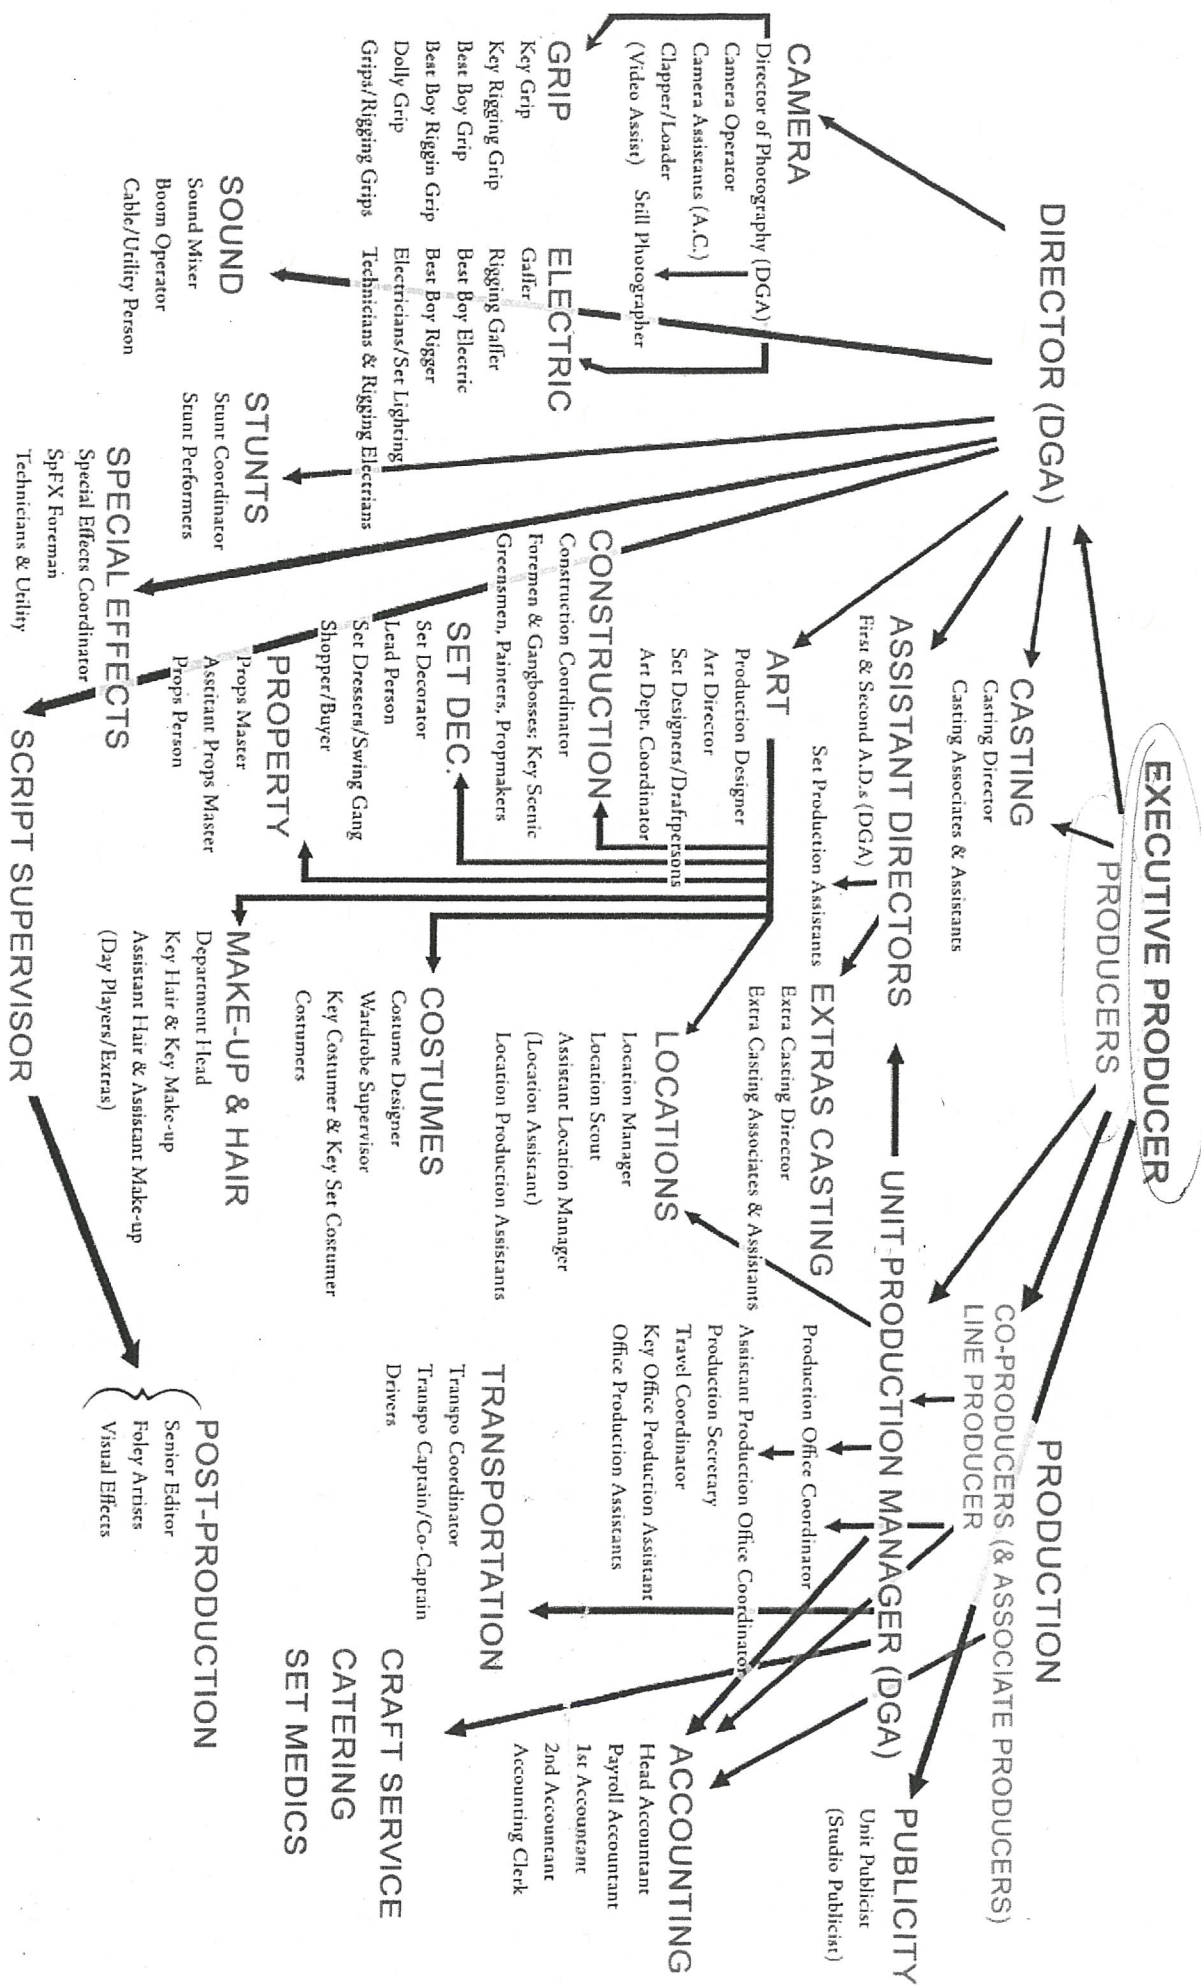 EXECUTIVE PRODUCER
PRODUCERS
DIRECTOR (DGA)
PRODUCTION
CO-PRODUCERS (& ASSOCIATE PRODUCERS)
LINE PRODUCER
CASTING
Casting Director
Casting Associates & Assistants
ASSISTANT DIRECTORS
First & Second A.D.s (DGA)
Set Production Assistants
UNIT PRODUCTION MANAGER (DGA)
Production Office Coordinator
Assistant Production Office Coordinator
Production Secretary
Travel Coordinator
Key Office Production Assistant
Office Production Assistants
PUBLICITY
Unit Publicist
(Studio Publicist)
CAMERA
Director of Photography (DGA)
Camera Operator
Camera Assistants (A.C.)
Clapper/Loader
(Video Assist) Still Photographer
EXTRAS CASTING
Extra Casting Director
Extra Casting Associates & Assistants
ART
Production Designer
Art Director
Set Designers/Draftpersons
Art Dept. Coordinator
LOCATIONS
Location Manager
Location Scout
Assistant Location Manager
(Location Assistant)
Location Production Assistants
ACCOUNTING
Head Accountant
Payroll Accountant
1st Accountant
2nd Accountant
Accounting Clerk
GRIP
Key Grip
Key Rigging Grip
Best Boy Grip
Best Boy Riggin Grip
Dolly Grip
Grips/Rigging Grips
ELECTRIC
Gaffer
Rigging Gaffer
Best Boy Electric
Best Boy Rigger
Electricians/Set Lighting
Technicians & Rigging Electrians
CONSTRUCTION
Construction Coordinator
Foremen & Gangbosses; Key Scenic
Greensmen, Painters, Propmakers
SET DEC.
Set Decorator
Lead Person
Set Dressers/Swing Gang
Shopper/Buyer
COSTUMES
Costume Designer
Wardrobe Supervisor
Key Costumer & Key Set Costumer
Costumers
TRANSPORTATION
Transpo Coordinator
Transpo Captain/Co-Captain
Drivers
CRAFT SERVICE
CATERING
SET MEDICS
SOUND
Sound Mixer
Boom Operator
Cable/Utility Person
STUNTS
Stunt Coordinator
Stunt Performers
PROPERTY
Props Master
Asstitant Props Master
Props Person
MAKE-UP & HAIR
Department Head
Key Hair & Key Make-up
Assistant Hair & Assistant Make-up
(Day Players/Extras)
POST-PRODUCTION
Senior Editor
Foley Artists
Visual Effects
SPECIAL EFFECTS
Special Effects Coordinator
SpFX Foreman
Technicians & Utility
SCRIPT SUPERVISOR